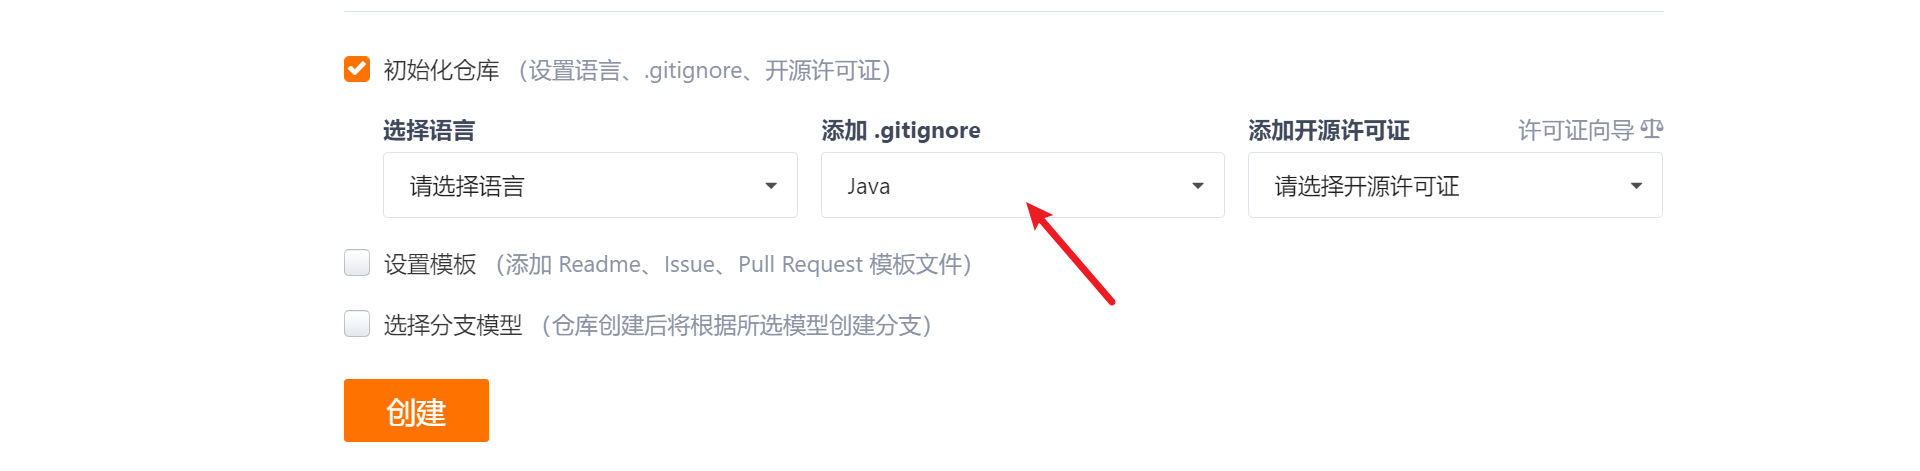 初始化仓库 （设置语言、.gitignore、开源许可证）
选择语言 添加 .gitignore 添加开源许可证 许可证向导
请选择语言 Java 请选择开源许可证
设置模板 （添加 Readme、Issue、Pull Request 模板文件）
选择分支模型 （仓库创建后将根据所选模型创建分支）
创建